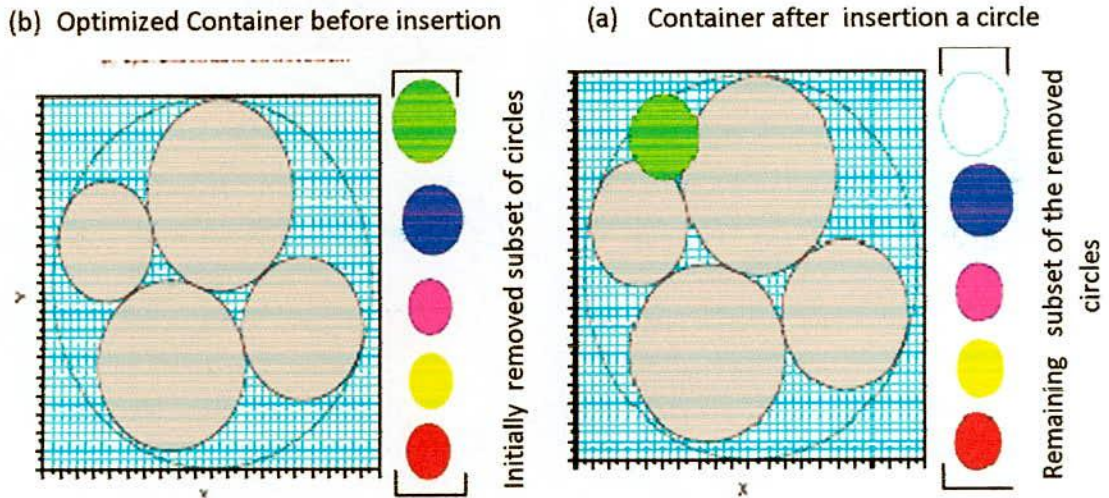 (b) Optimized Container before insertion
(a) Container after insertion a circle
Initially removed subset of circles
Remaining subset of the removed
circles
Y
X
X